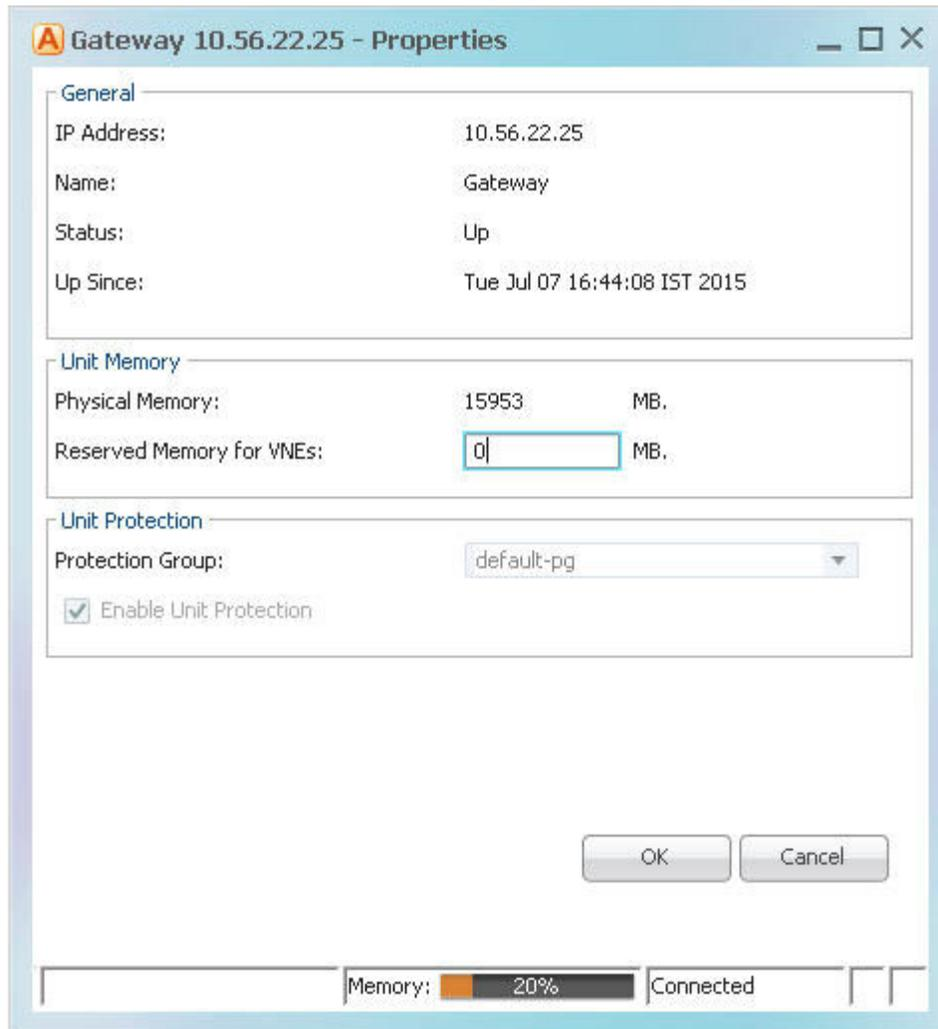 A Gateway 10.56.22.25 - Properties
General
IP Address: 10.56.22.25
Name: Gateway
Status: Up
Up Since: Tue Jul 07 16:44:08 IST 2015
Unit Memory
Physical Memory: 15953 MB.
Reserved Memory for VNEs: 0 MB.
Unit Protection
Protection Group: default-pg
Enable Unit Protection
OK Cancel
Memory: 20% Connected